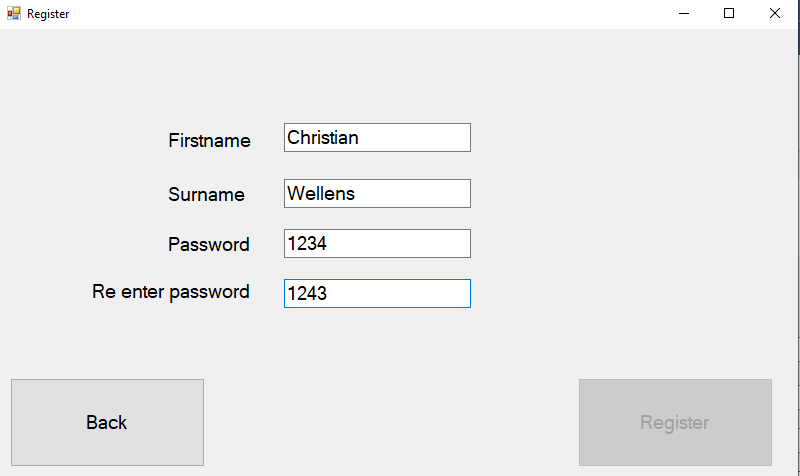 Register
Firstname Christian
Surname Wellens
Password 1234
Re enter password 1243
Back Register